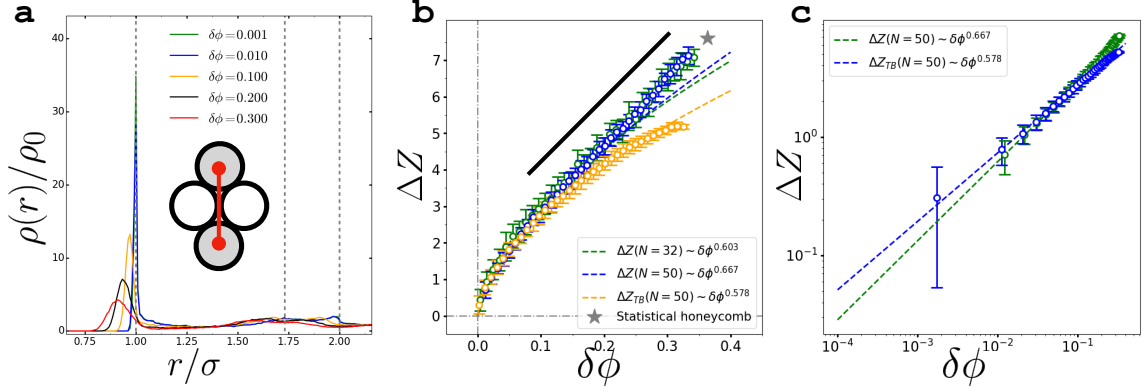 a
ρ(r)/ρ₀
40
30
20
10
0
δϕ = 0.001
δϕ = 0.010
δϕ = 0.100
δϕ = 0.200
δϕ = 0.300
0.75 1.00 1.25 1.50 1.75 2.00
r/σ
b
ΔZ
7
6
5
4
3
2
1
0
ΔZ(N = 32) ~ δϕ^0.603
ΔZ(N = 50) ~ δϕ^0.667
ΔZ_TB(N = 50) ~ δϕ^0.578
Statistical honeycomb
0.0 0.1 0.2 0.3 0.4
δϕ
c
ΔZ
10⁰
10⁻¹
ΔZ(N = 50) ~ δϕ^0.667
ΔZ_TB(N = 50) ~ δϕ^0.578
10⁻⁴ 10⁻³ 10⁻² 10⁻¹
δϕ